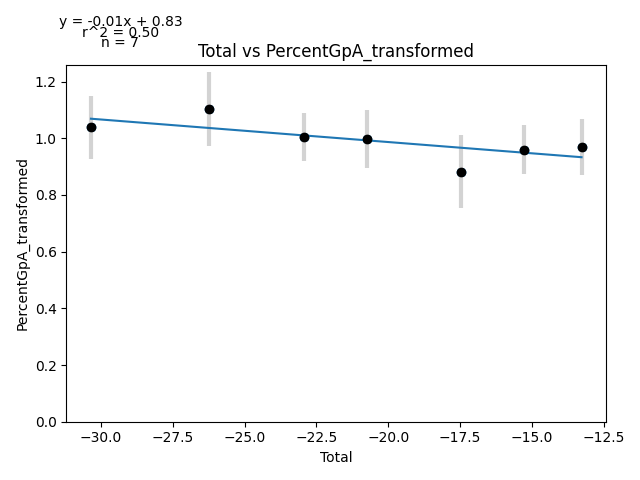 y = -0.01x + 0.83
r^2 = 0.50
n = 7
Total vs PercentGpA_transformed
PercentGpA_transformed
1.2
1.0
0.8
0.6
0.4
0.2
0.0
−30.0 −27.5 −25.0 −22.5 −20.0 −17.5 −15.0 −12.5
Total